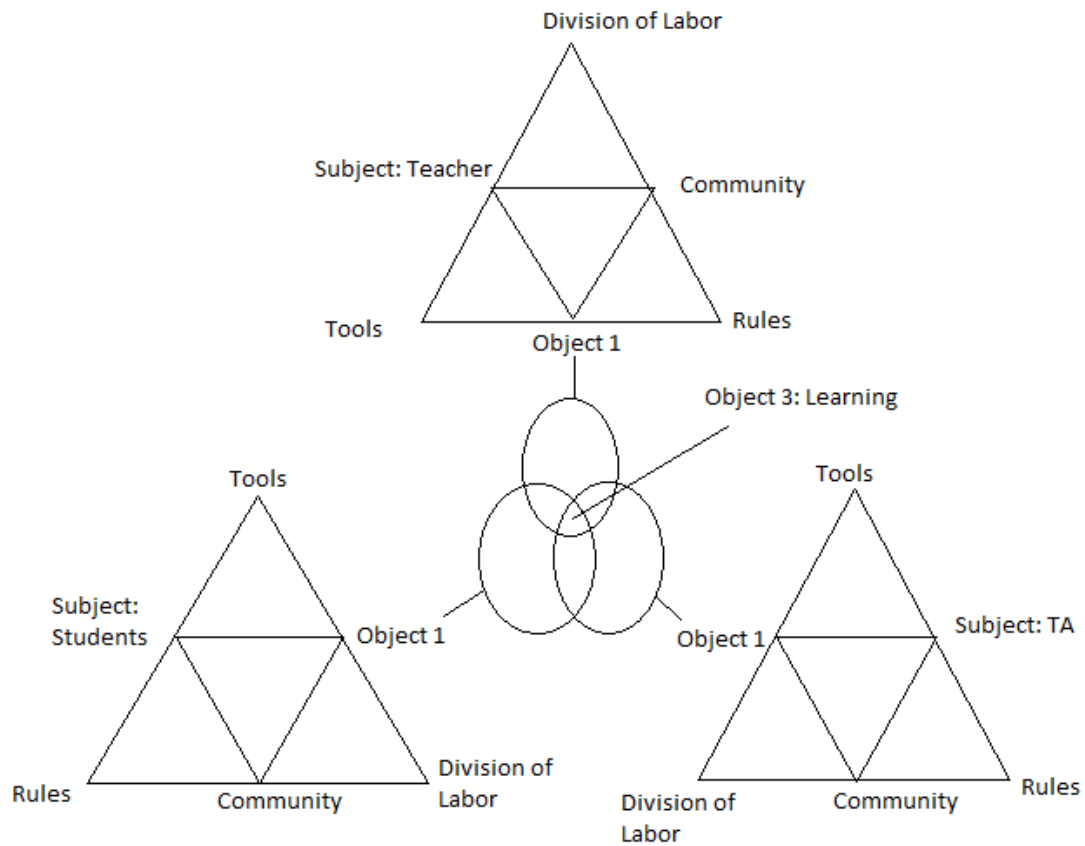 Division of Labor
Subject: Teacher
Community
Tools
Rules
Object 1
Object 3: Learning
Tools
Subject:
Students
Object 1
Rules
Community
Division of
Labor
Tools
Object 1
Subject: TA
Division of
Labor
Community
Rules